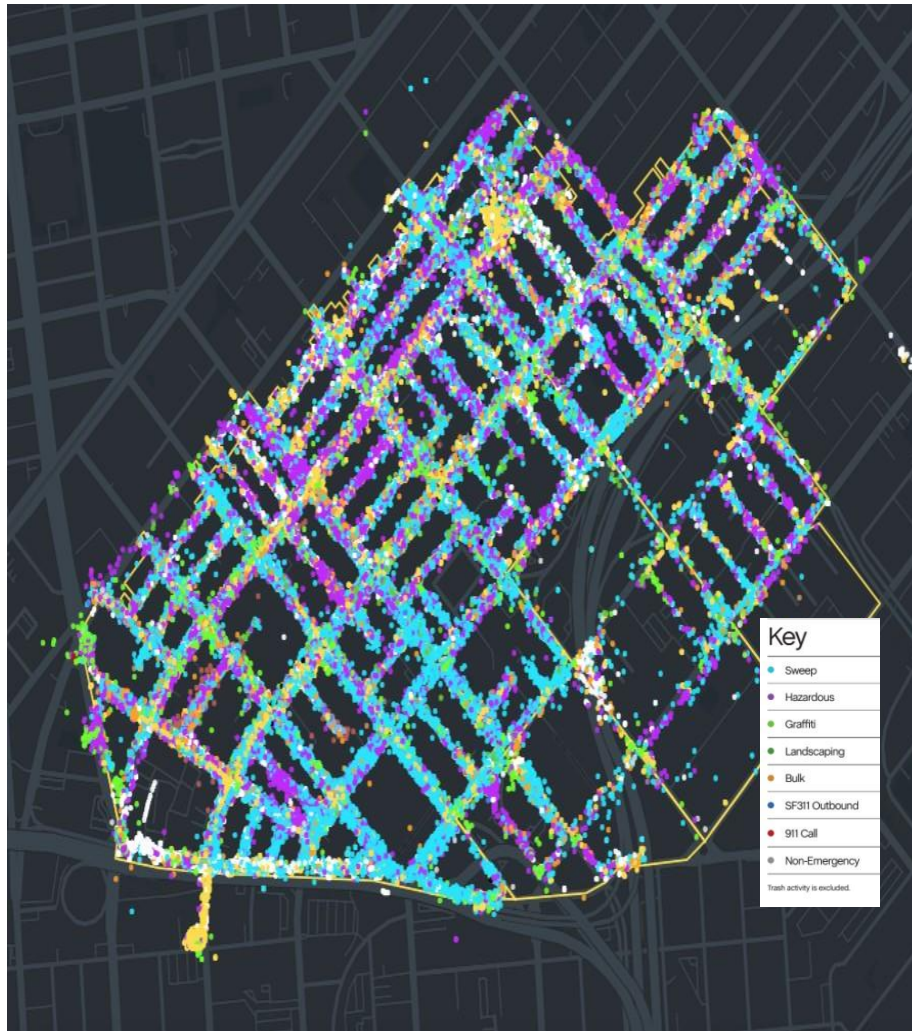 Key
Sweep
Hazardous
Graffiti
Landscaping
Bulk
SF311 Outbound
911 Call
Non-Emergency
Trash activity is excluded.